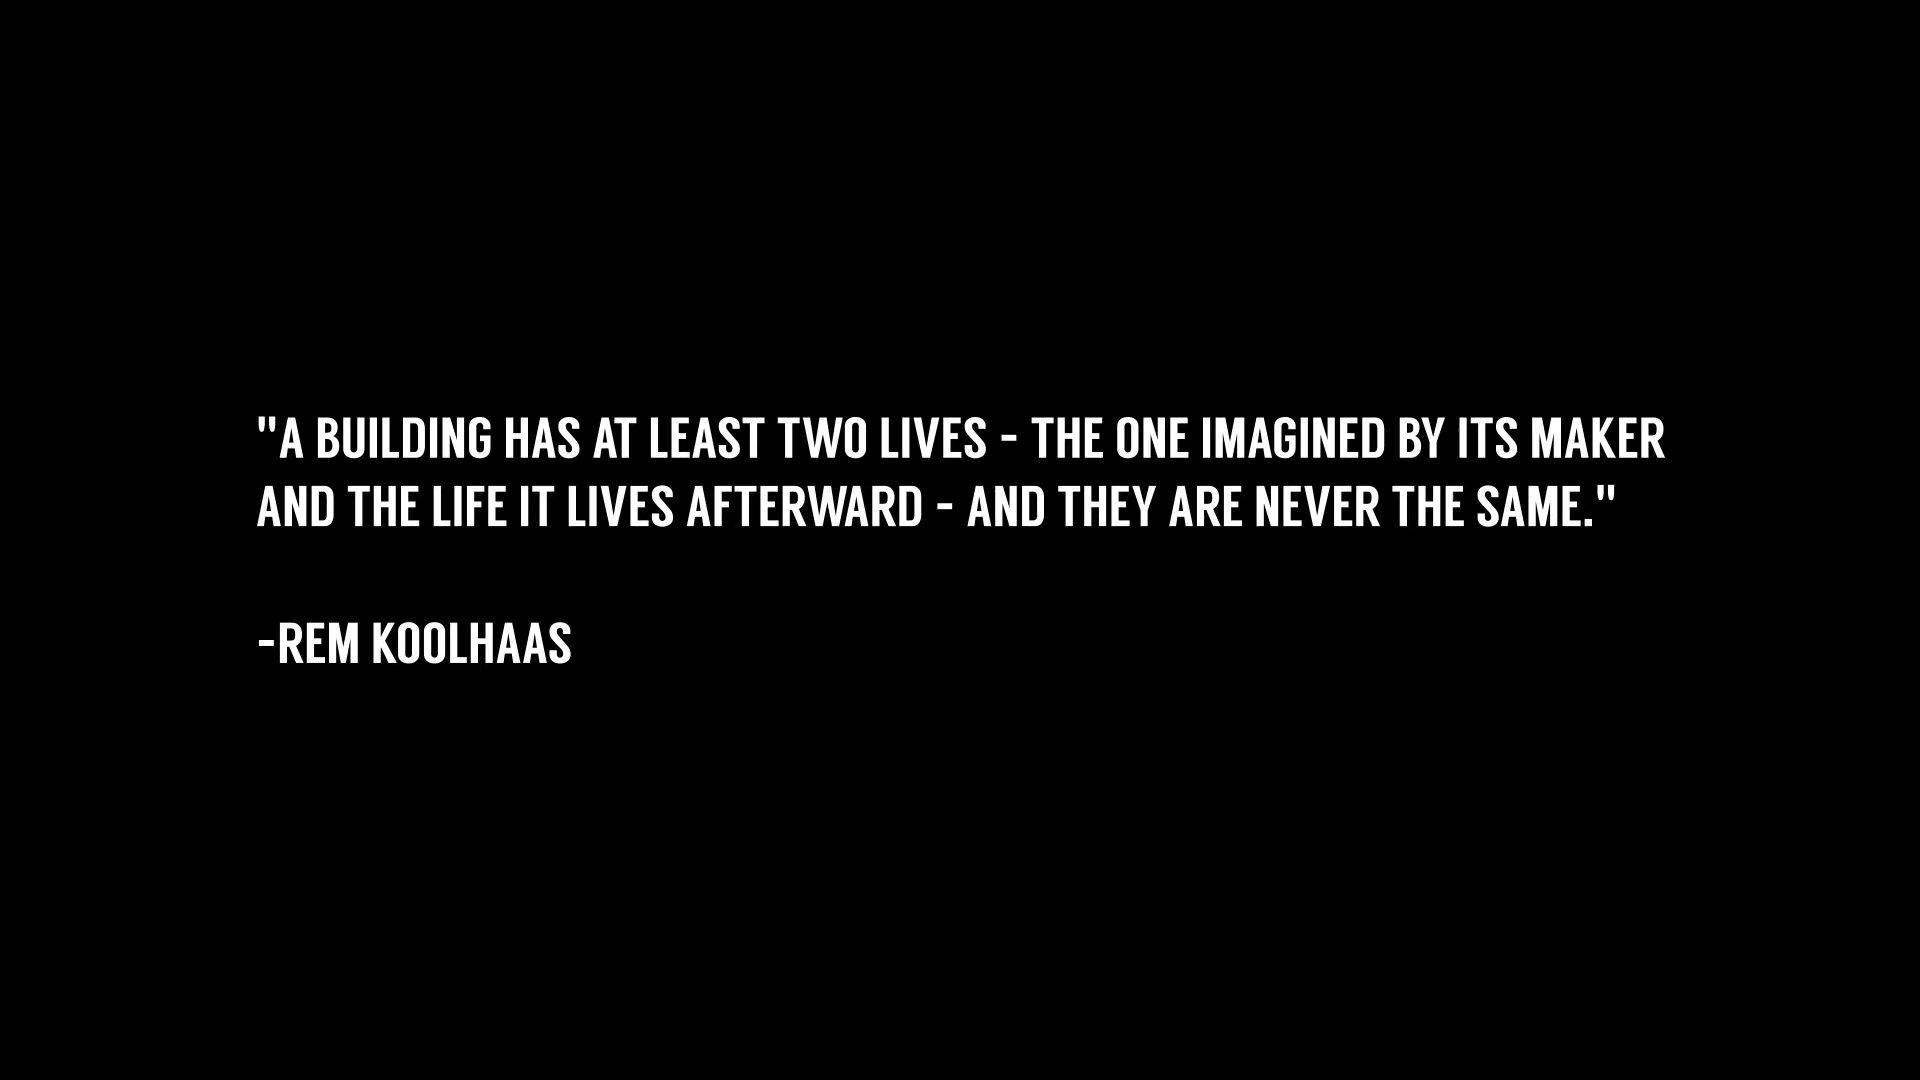 "A BUILDING HAS AT LEAST TWO LIVES - THE ONE IMAGINED BY ITS MAKER
AND THE LIFE IT LIVES AFTERWARD - AND THEY ARE NEVER THE SAME."
-REM KOOLHAAS